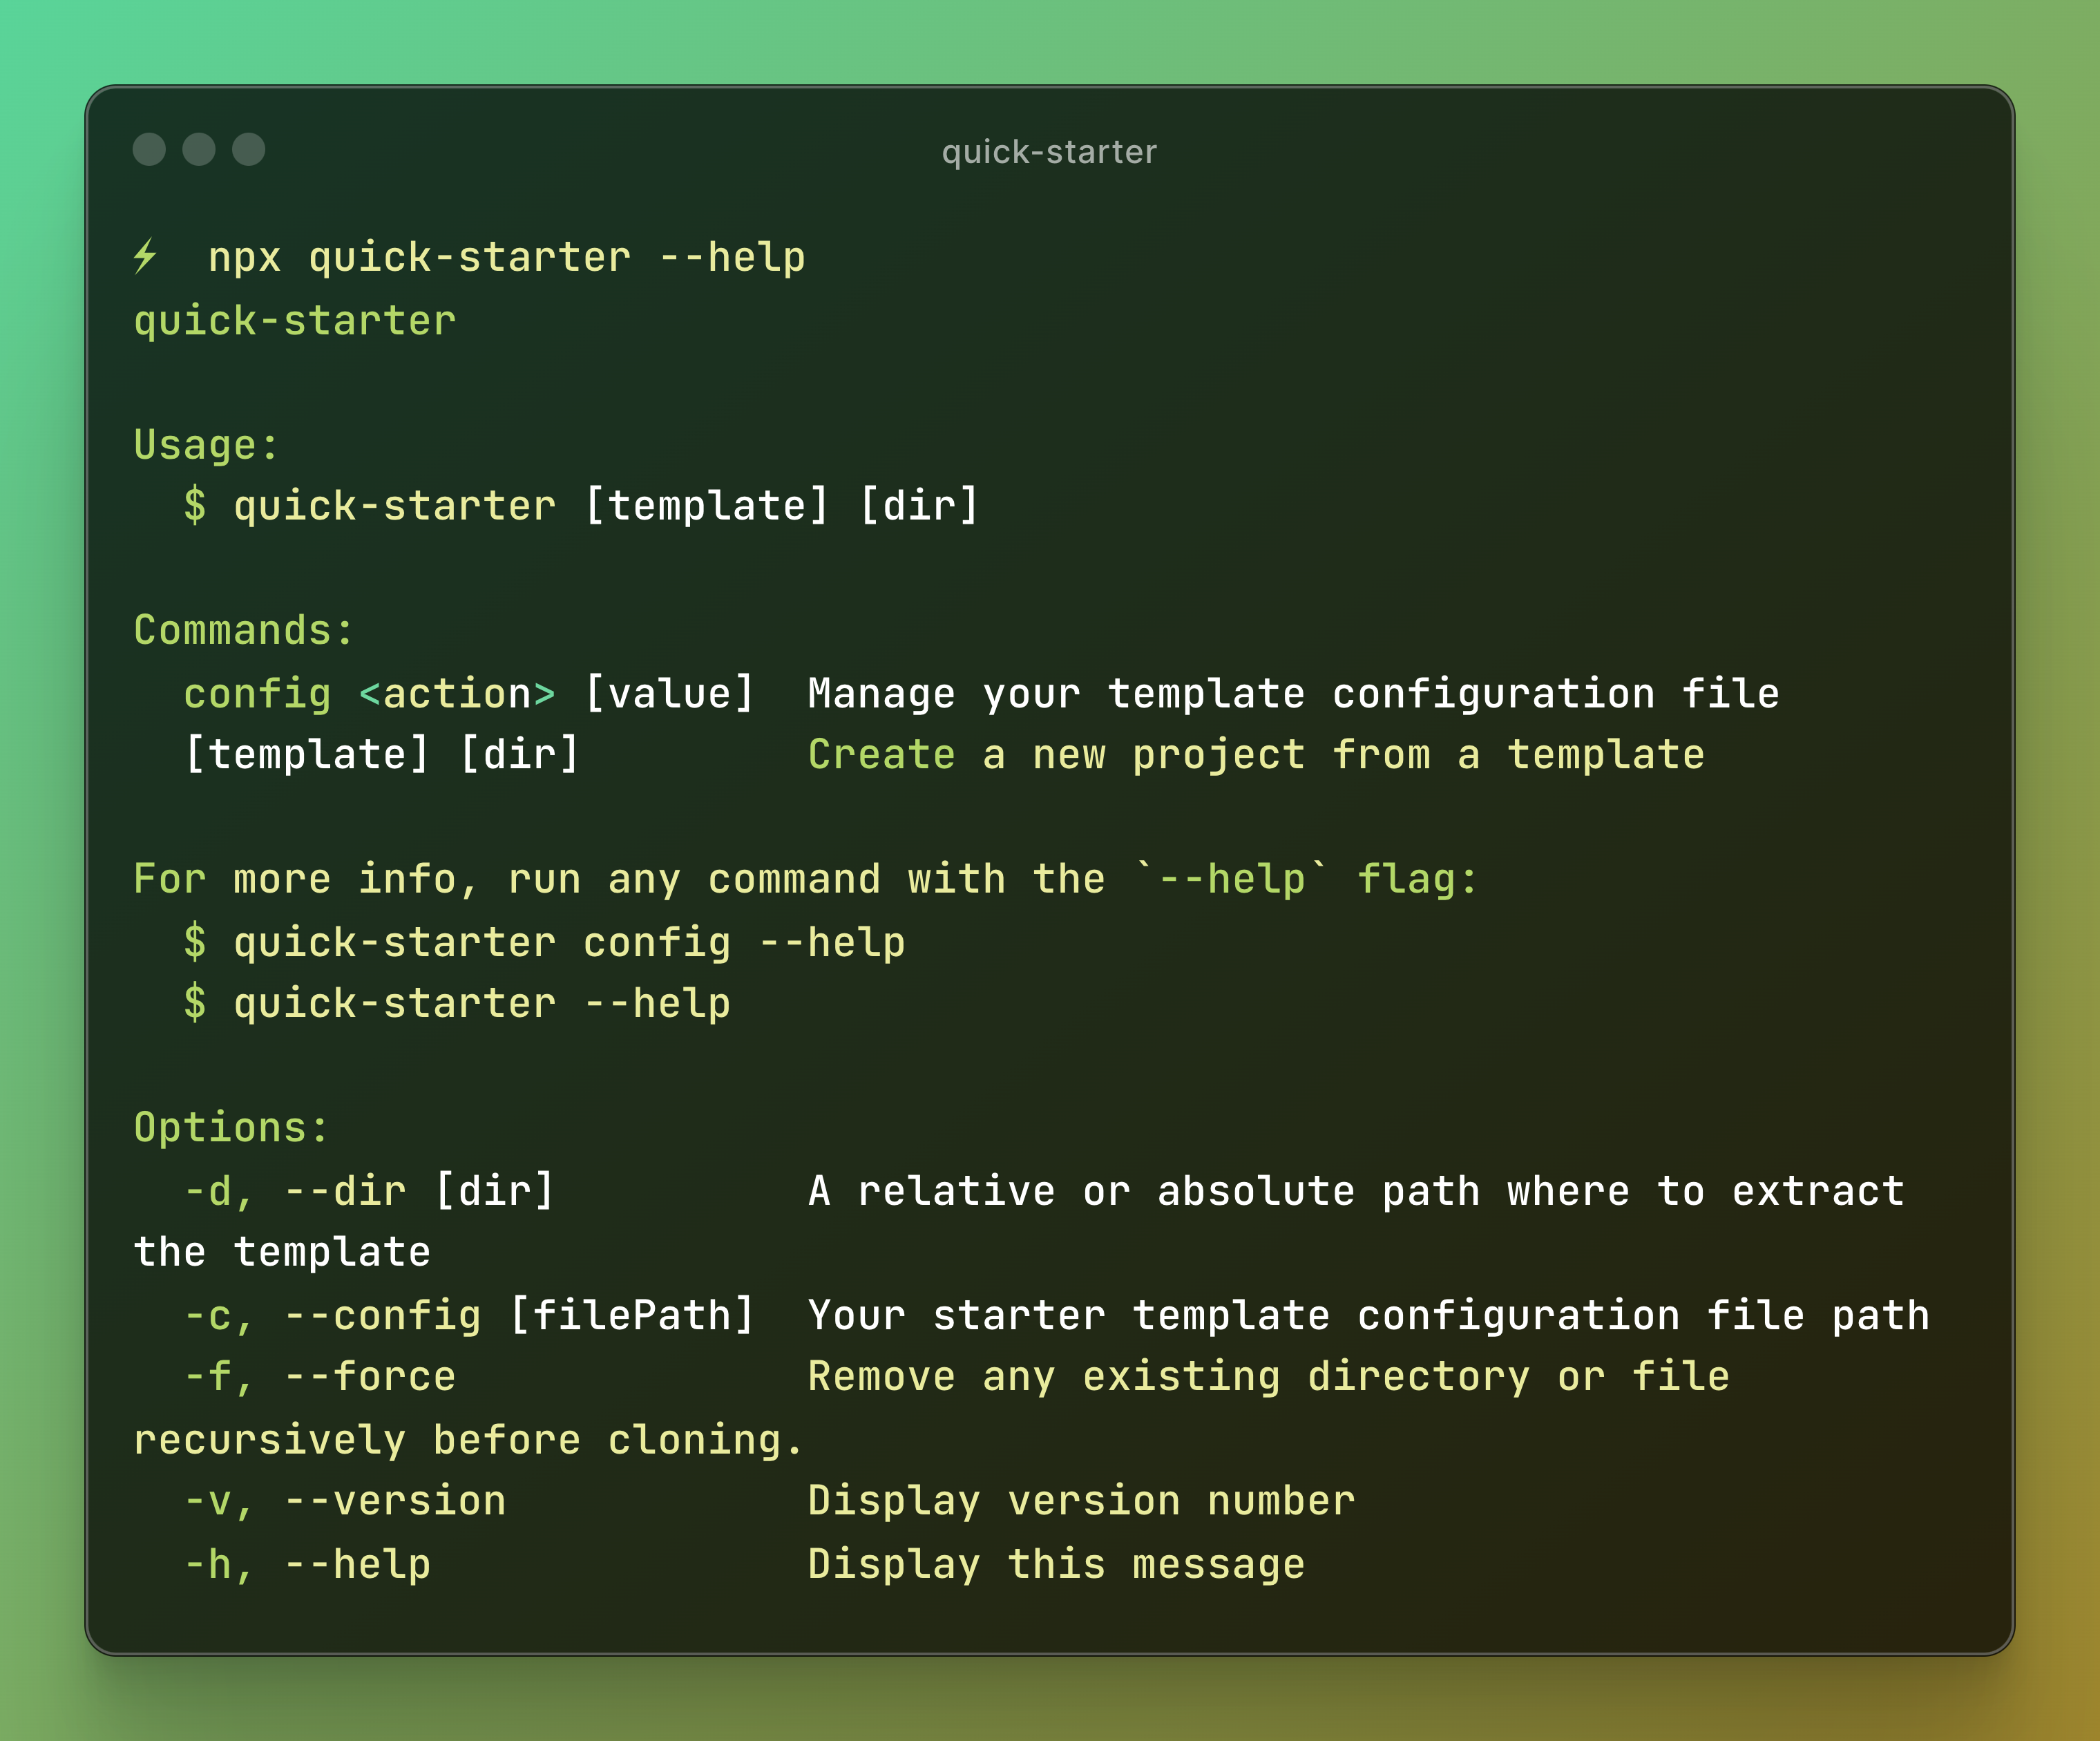 quick-starter
⚡ npx quick-starter --help
quick-starter
Usage:
  $ quick-starter [template] [dir]
Commands:
  config <action> [value]  Manage your template configuration file
  [template] [dir]         Create a new project from a template
For more info, run any command with the `--help` flag:
  $ quick-starter config --help
  $ quick-starter --help
Options:
  -d, --dir [dir]          A relative or absolute path where to extract
the template
  -c, --config [filePath]  Your starter template configuration file path
  -f, --force              Remove any existing directory or file
recursively before cloning.
  -v, --version            Display version number
  -h, --help               Display this message